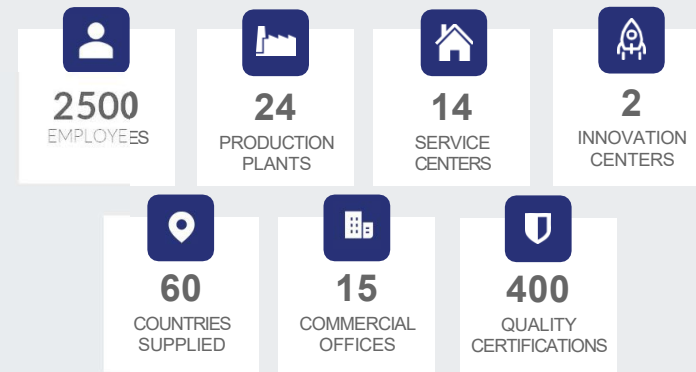 2500
EMPLOYEES
24
PRODUCTION
PLANTS
14
SERVICE
CENTERS
2
INNOVATION
CENTERS
60
COUNTRIES
SUPPLIED
15
COMMERCIAL
OFFICES
400
QUALITY
CERTIFICATIONS